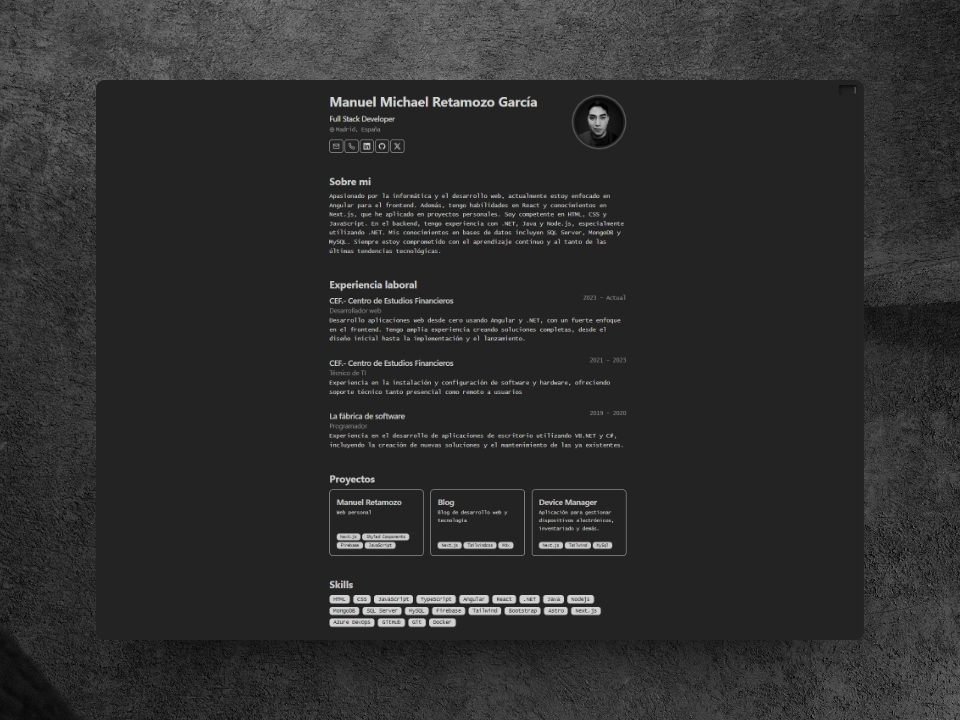 Manuel Michael Retamozo García
Full Stack Developer
Madrid, España
Sobre mi
Apasionado por la informática y el desarrollo web, actualmente estoy enfocado en
Angular para el frontend. Además, tengo habilidades en React y conocimientos en
Next.js, que he aplicado en proyectos personales. Soy competente en HTML, CSS y
JavaScript. En el backend, tengo experiencia con .NET, Java y Node.js, especialmente
utilizando .NET. Mis conocimientos en bases de datos incluyen SQL Server, MongoDB y
MySQL. Siempre estoy comprometido con el aprendizaje continuo y al tanto de las
últimas tendencias tecnológicas.
Experiencia laboral
CEF.- Centro de Estudios Financieros
2023 - Actual
Desarrollador web
Desarrollo aplicaciones web desde cero usando Angular y .NET, con un fuerte enfoque
en el frontend. Tengo amplia experiencia creando soluciones completas, desde el
diseño inicial hasta la implementación y el lanzamiento.
CEF.- Centro de Estudios Financieros
2021 - 2023
Técnico de TI
Experiencia en la instalación y configuración de software y hardware, ofreciendo
soporte técnico tanto presencial como remoto a usuarios
La fábrica de software
2019 - 2020
Programador
Experiencia en el desarrollo de aplicaciones de escritorio utilizando VB.NET y C#,
incluyendo la creación de nuevas soluciones y el mantenimiento de las ya existentes.
Proyectos
Manuel Retamozo
Web personal
Next.js Styled Components
Firebase JavaScript
Blog
Blog de desarrollo web y
tecnología
Next.js Tailwindcss
Device Manager
Aplicación para gestionar
dispositivos electrónicos,
inventariado y demás.
Next.js Tailwind MySql
Skills
HTML CSS JavaScript TypeScript Angular React .NET Java Nodejs
MongoDB SQL Server MySQL Firebase Tailwind Bootstrap Astro Next.js
Azure DevOps GitHub Git Docker